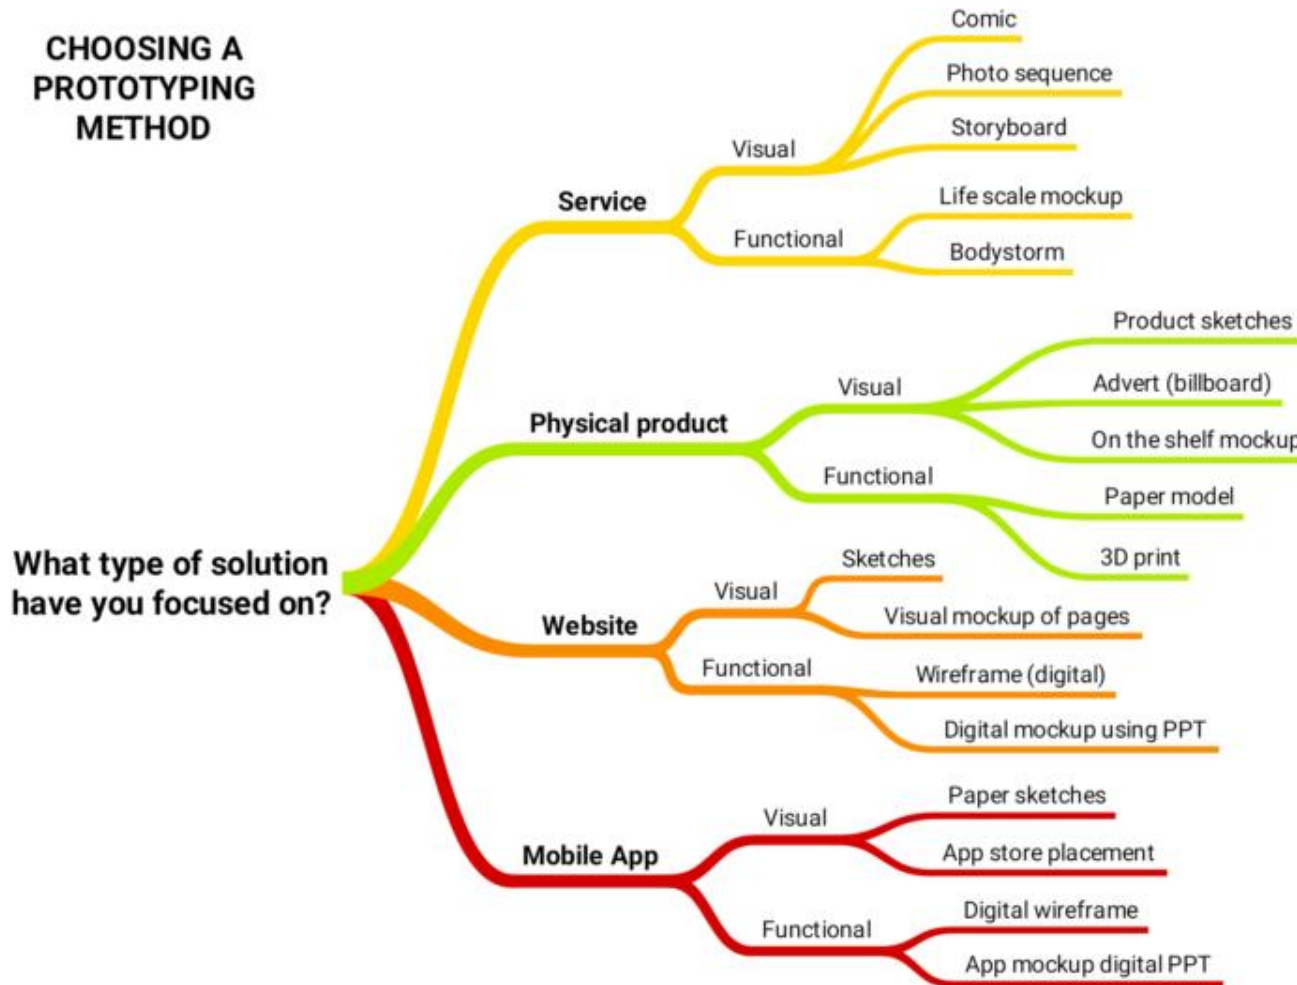 CHOOSING A
PROTOTYPING
METHOD
What type of solution
have you focused on?
Service
Visual
Comic
Photo sequence
Storyboard
Functional
Life scale mockup
Bodystorm
Physical product
Visual
Product sketches
Advert (billboard)
On the shelf mockup
Functional
Paper model
3D print
Website
Visual
Sketches
Visual mockup of pages
Functional
Wireframe (digital)
Digital mockup using PPT
Mobile App
Visual
Paper sketches
App store placement
Functional
Digital wireframe
App mockup digital PPT